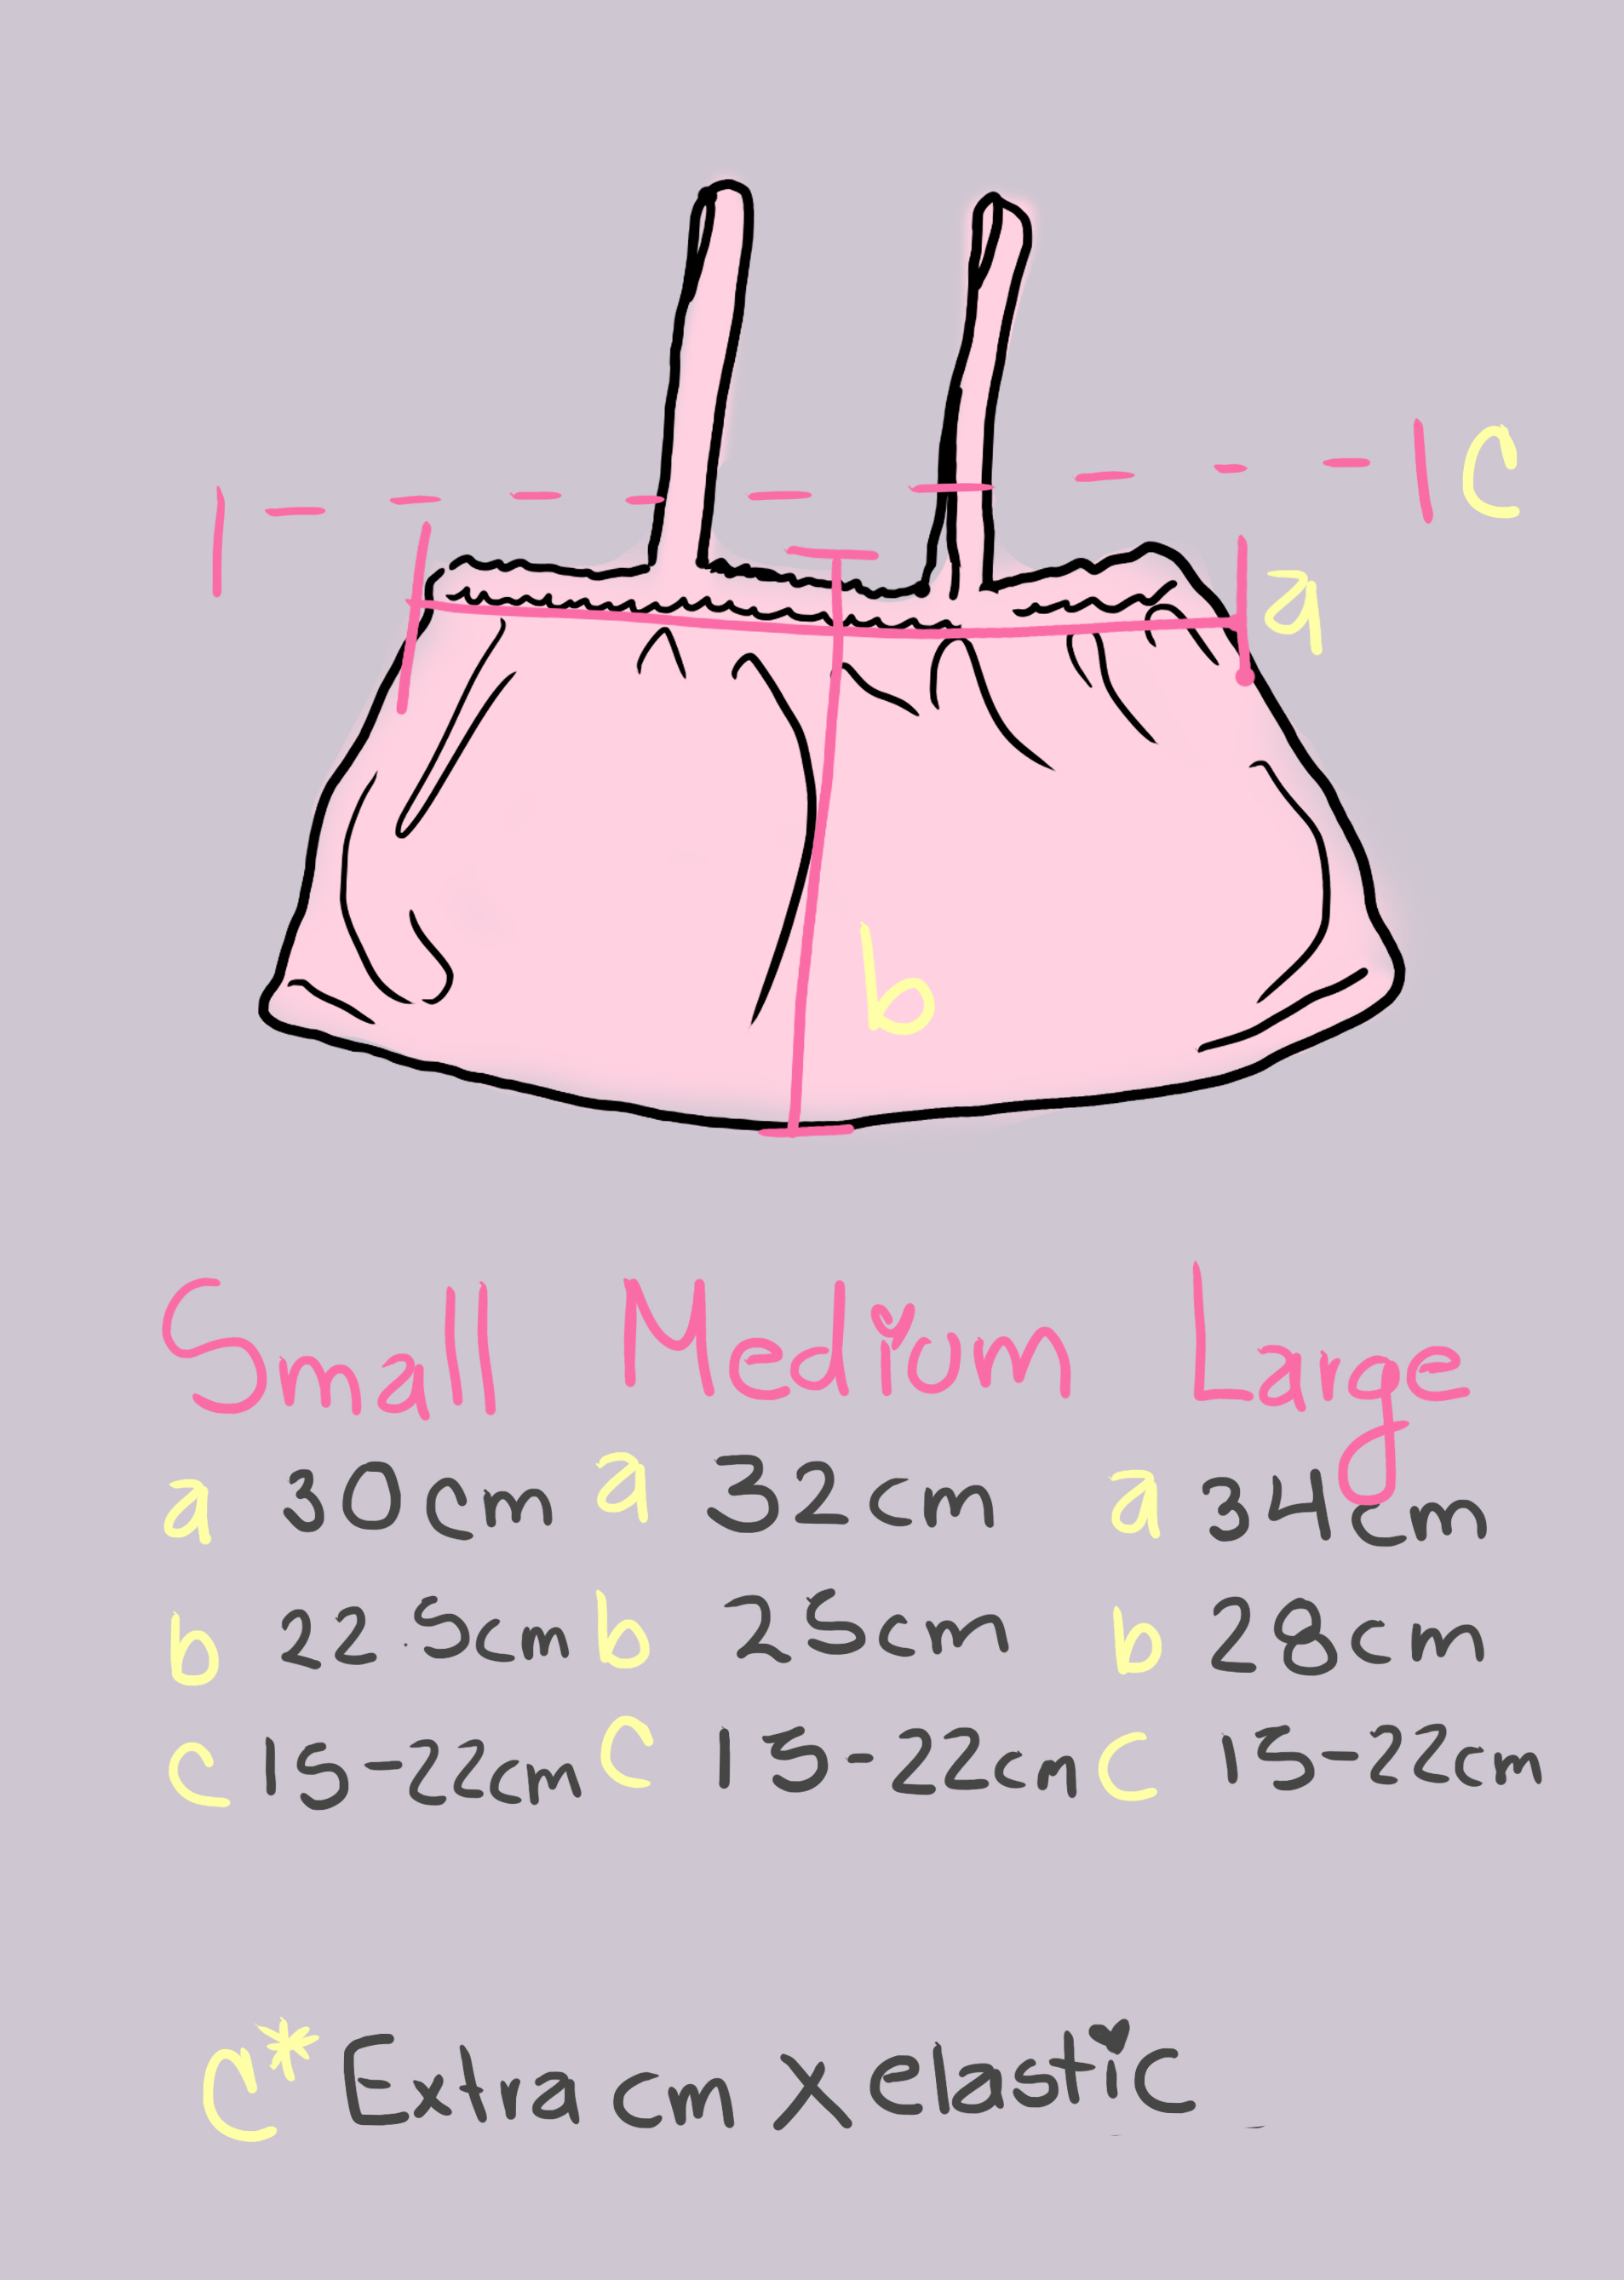 c
a
b
Small Medium Large
a 30cm a 32cm a 34cm
b 22.5cm b 25cm b 28cm
c 15-22cm c 15-22cm c 15-22cm
c* Extra cm x elastic